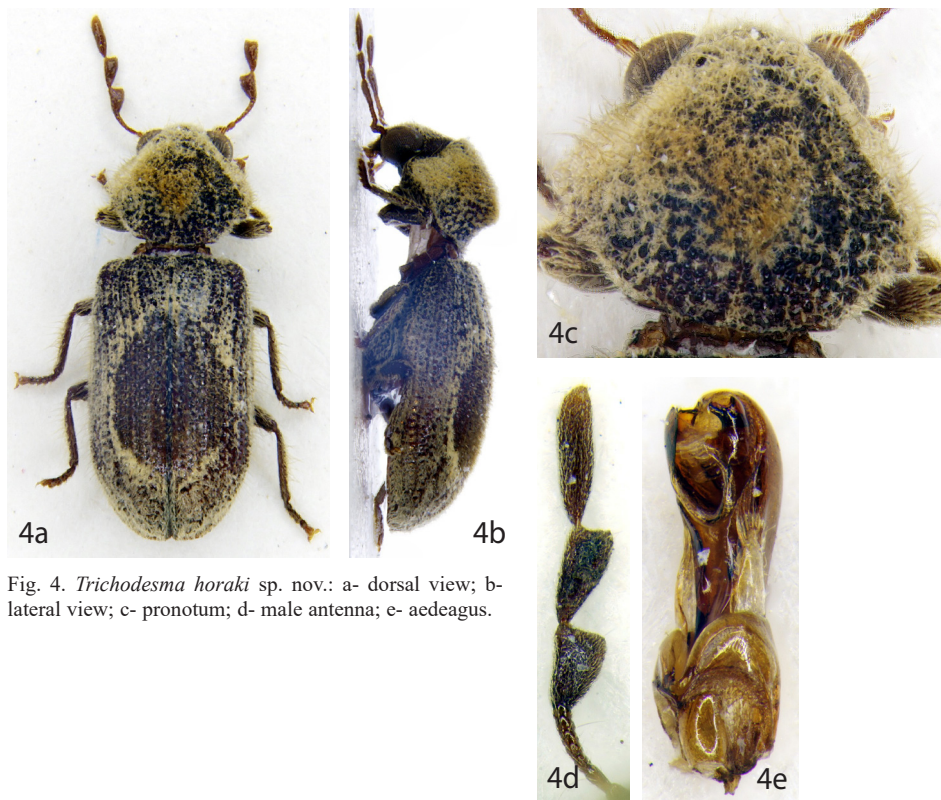 4c
4a
4b
Fig. 4. Trichodesma horaki sp. nov.: a- dorsal view; b-
lateral view; c- pronotum; d- male antenna; e- aedeagus.
4d
4e